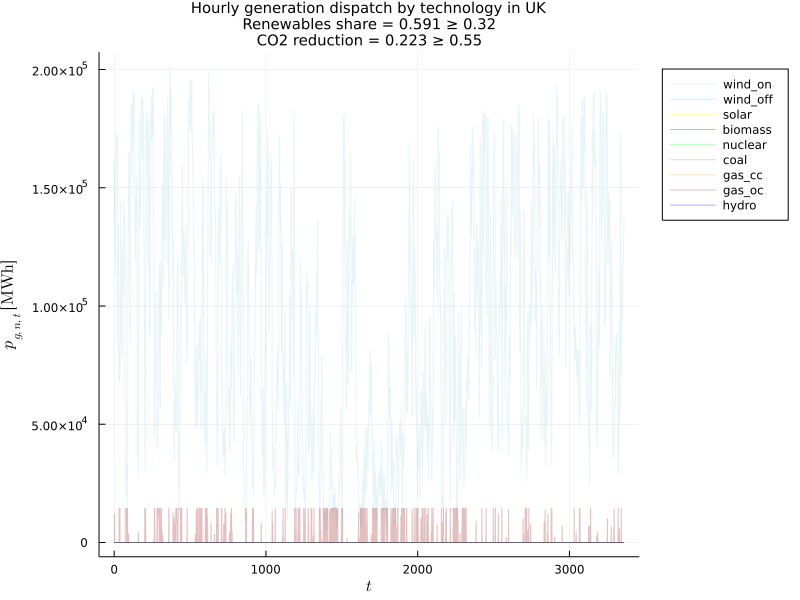 Hourly generation dispatch by technology in UK
Renewables share = 0.591 ≥ 0.32
CO2 reduction = 0.223 ≥ 0.55
2.00×10⁵
1.50×10⁵
1.00×10⁵
5.00×10⁴
0
p g,n,t [MWh]
0 1000 2000 3000
t
wind_on
wind_off
solar
biomass
nuclear
coal
gas_cc
gas_oc
hydro